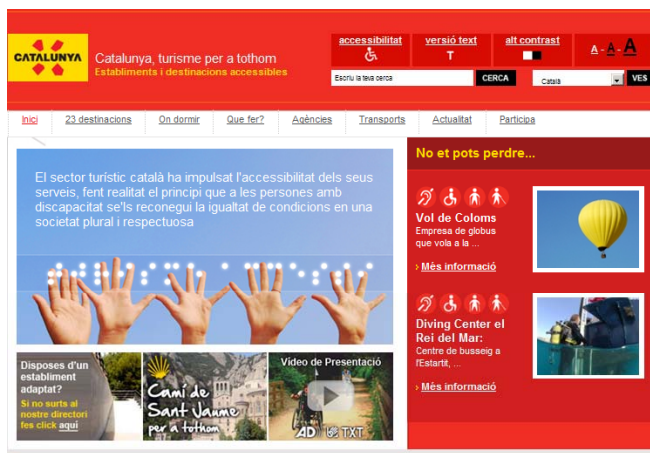 CATALUNYA
Catalunya, turisme per a tothom
Establiments i destinacions accessibles
accessibilitat
versió text
T
alt contrast
A - A - A
Escriu la teva cerca
CERCA
Català
VES
Inici
23 destinacions
On dormir
Que fer?
Agències
Transports
Actualitat
Participa
El sector turístic català ha impulsat l'accessibilitat dels seus
serveis, fent realitat el principi que a les persones amb
discapacitat se'ls reconegui la igualtat de condicions en una
societat plural i respectuosa
No et pots perdre...
Vol de Coloms
Empresa de globus
que vola a la ...
› Més informació
Diving Center el
Rei del Mar:
Centre de busseig a
l'Estartit, ...
› Més informació
Disposes d'un
establiment
adaptat?
Si no surts al
nostre directori
fes click aquí
Camí de
Sant Jaume
per a tothom
Video de Presentació
AD
TXT